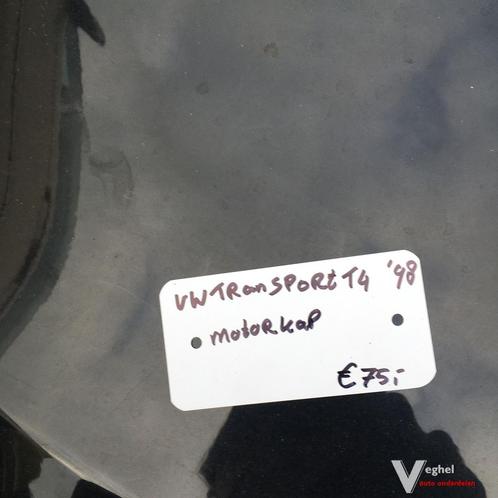 VW TRanSPORt T4 '98
motorkap
€ 75,-
Veghel
auto onderdelen